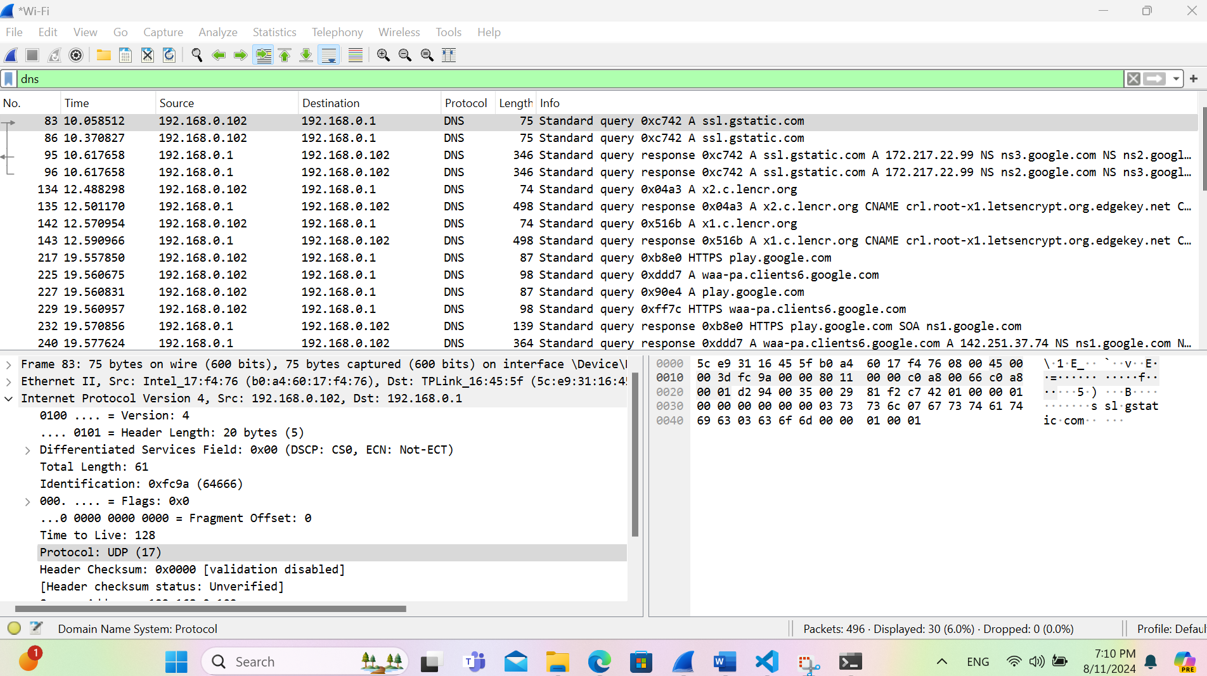 *Wi-Fi
File Edit View Go Capture Analyze Statistics Telephony Wireless Tools Help
dns
No. Time Source Destination Protocol Length Info
83 10.058512 192.168.0.102 192.168.0.1 DNS 75 Standard query 0xc742 A ssl.gstatic.com
86 10.370827 192.168.0.102 192.168.0.1 DNS 75 Standard query 0xc742 A ssl.gstatic.com
95 10.617658 192.168.0.1 192.168.0.102 DNS 346 Standard query response 0xc742 A ssl.gstatic.com A 172.217.22.99 NS ns3.google.com NS ns2.googl…
96 10.617658 192.168.0.1 192.168.0.102 DNS 346 Standard query response 0xc742 A ssl.gstatic.com A 172.217.22.99 NS ns2.google.com NS ns3.googl…
134 12.488298 192.168.0.102 192.168.0.1 DNS 74 Standard query 0x04a3 A x2.c.lencr.org
135 12.501170 192.168.0.1 192.168.0.102 DNS 498 Standard query response 0x04a3 A x2.c.lencr.org CNAME crl.root-x1.letsencrypt.org.edgekey.net C…
142 12.570954 192.168.0.102 192.168.0.1 DNS 74 Standard query 0x516b A x1.c.lencr.org
143 12.590966 192.168.0.1 192.168.0.102 DNS 498 Standard query response 0x516b A x1.c.lencr.org CNAME crl.root-x1.letsencrypt.org.edgekey.net C…
217 19.557850 192.168.0.102 192.168.0.1 DNS 87 Standard query 0xb8e0 HTTPS play.google.com
225 19.560675 192.168.0.102 192.168.0.1 DNS 98 Standard query 0xddd7 A waa-pa.clients6.google.com
227 19.560831 192.168.0.102 192.168.0.1 DNS 87 Standard query 0x90e4 A play.google.com
229 19.560957 192.168.0.102 192.168.0.1 DNS 98 Standard query 0xff7c HTTPS waa-pa.clients6.google.com
232 19.570856 192.168.0.1 192.168.0.102 DNS 139 Standard query response 0xb8e0 HTTPS play.google.com SOA ns1.google.com
240 19.577624 192.168.0.1 192.168.0.102 DNS 364 Standard query response 0xddd7 A waa-pa.clients6.google.com A 142.251.37.74 NS ns1.google.com N…
Frame 83: 75 bytes on wire (600 bits), 75 bytes captured (600 bits) on interface \Device\
Ethernet II, Src: Intel_17:f4:76 (b0:a4:60:17:f4:76), Dst: TPLink_16:45:5f (5c:e9:31:16:45
Internet Protocol Version 4, Src: 192.168.0.102, Dst: 192.168.0.1
0100 .... = Version: 4
.... 0101 = Header Length: 20 bytes (5)
Differentiated Services Field: 0x00 (DSCP: CS0, ECN: Not-ECT)
Total Length: 61
Identification: 0xfc9a (64666)
000. .... = Flags: 0x0
...0 0000 0000 0000 = Fragment Offset: 0
Time to Live: 128
Protocol: UDP (17)
Header Checksum: 0x0000 [validation disabled]
[Header checksum status: Unverified]
0000 5c e9 31 16 45 5f b0 a4 60 17 f4 76 08 00 45 00 \·1·E_·· `··v··E·
0010 00 3d fc 9a 00 00 80 11 00 00 c0 a8 00 66 c0 a8 ·=······ ·····f··
0020 00 01 d2 94 00 35 00 29 81 f2 c7 42 01 00 00 01 ·····5·) ···B····
0030 00 00 00 00 00 00 03 73 73 6c 07 67 73 74 61 74 ·······s sl·gstat
0040 69 63 03 63 6f 6d 00 00 01 00 01 ic·com·· ···
Domain Name System: Protocol
Packets: 496 · Displayed: 30 (6.0%) · Dropped: 0 (0.0%)
Profile: Defaul
1
Search
ENG
7:10 PM
8/11/2024
PRE